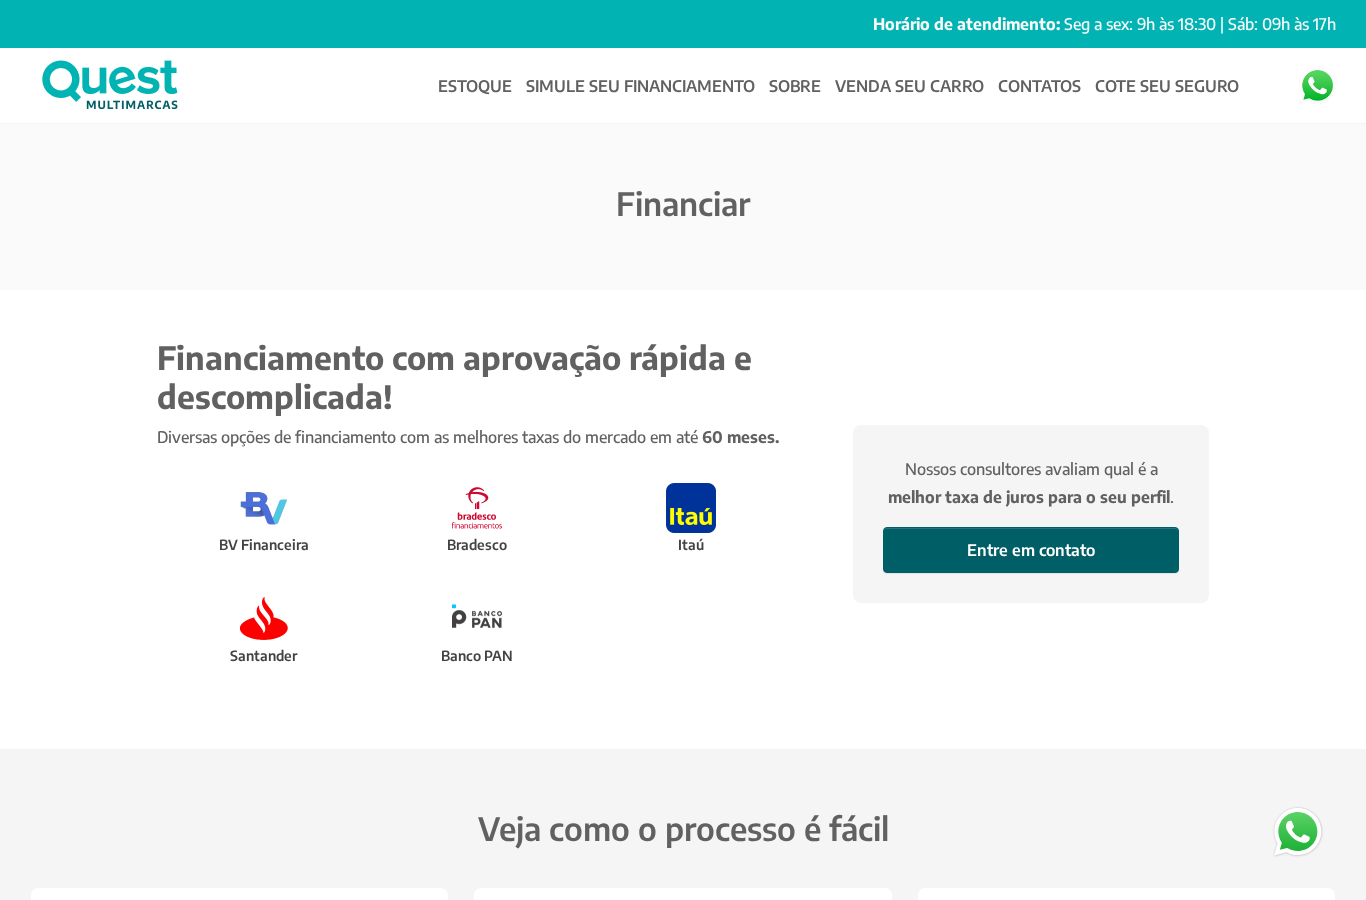 Horário de atendimento: Seg a sex: 9h às 18:30 | Sáb: 09h às 17h
Quest
MULTIMARCAS
ESTOQUE SIMULE SEU FINANCIAMENTO SOBRE VENDA SEU CARRO CONTATOS COTE SEU SEGURO
Financiar
Financiamento com aprovação rápida e
descomplicada!
Diversas opções de financiamento com as melhores taxas do mercado em até 60 meses.
BV
BV Financeira
bradesco
financiamentos
Bradesco
Itaú
Itaú
Santander
BANCO
PAN
Banco PAN
Nossos consultores avaliam qual é a
melhor taxa de juros para o seu perfil.
Entre em contato
Veja como o processo é fácil